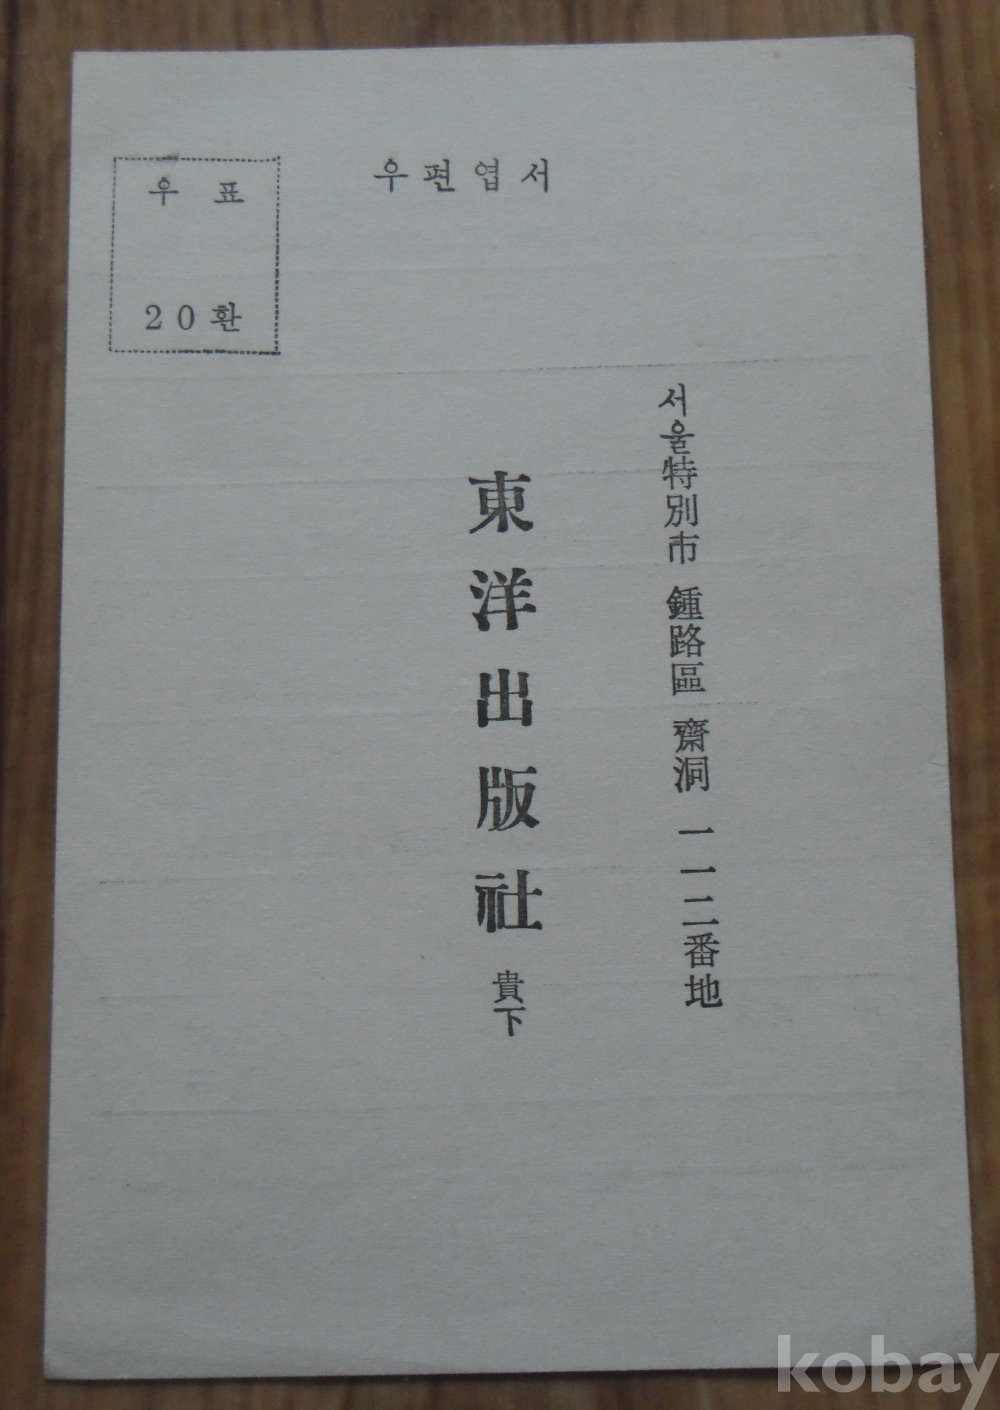 우편엽서
우표
20환
서울特別市 鍾路區 齋洞 一一二番地
東洋出版社 貴下
kobay